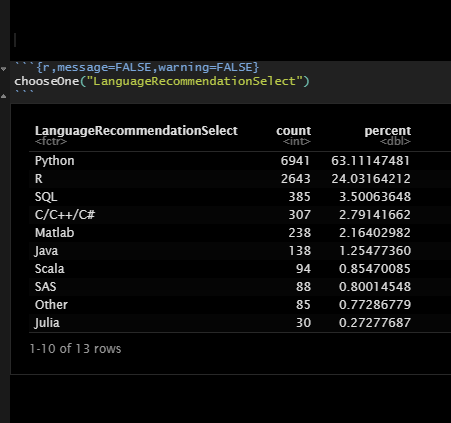 ```{r,message=FALSE,warning=FALSE}
chooseOne("LanguageRecommendationSelect")
```
LanguageRecommendationSelect count percent
<fctr> <int> <dbl>
Python 6941 63.11147481
R 2643 24.03164212
SQL 385 3.50063648
C/C++/C# 307 2.79141662
Matlab 238 2.16402982
Java 138 1.25477360
Scala 94 0.85470085
SAS 88 0.80014548
Other 85 0.77286779
Julia 30 0.27277687
1-10 of 13 rows